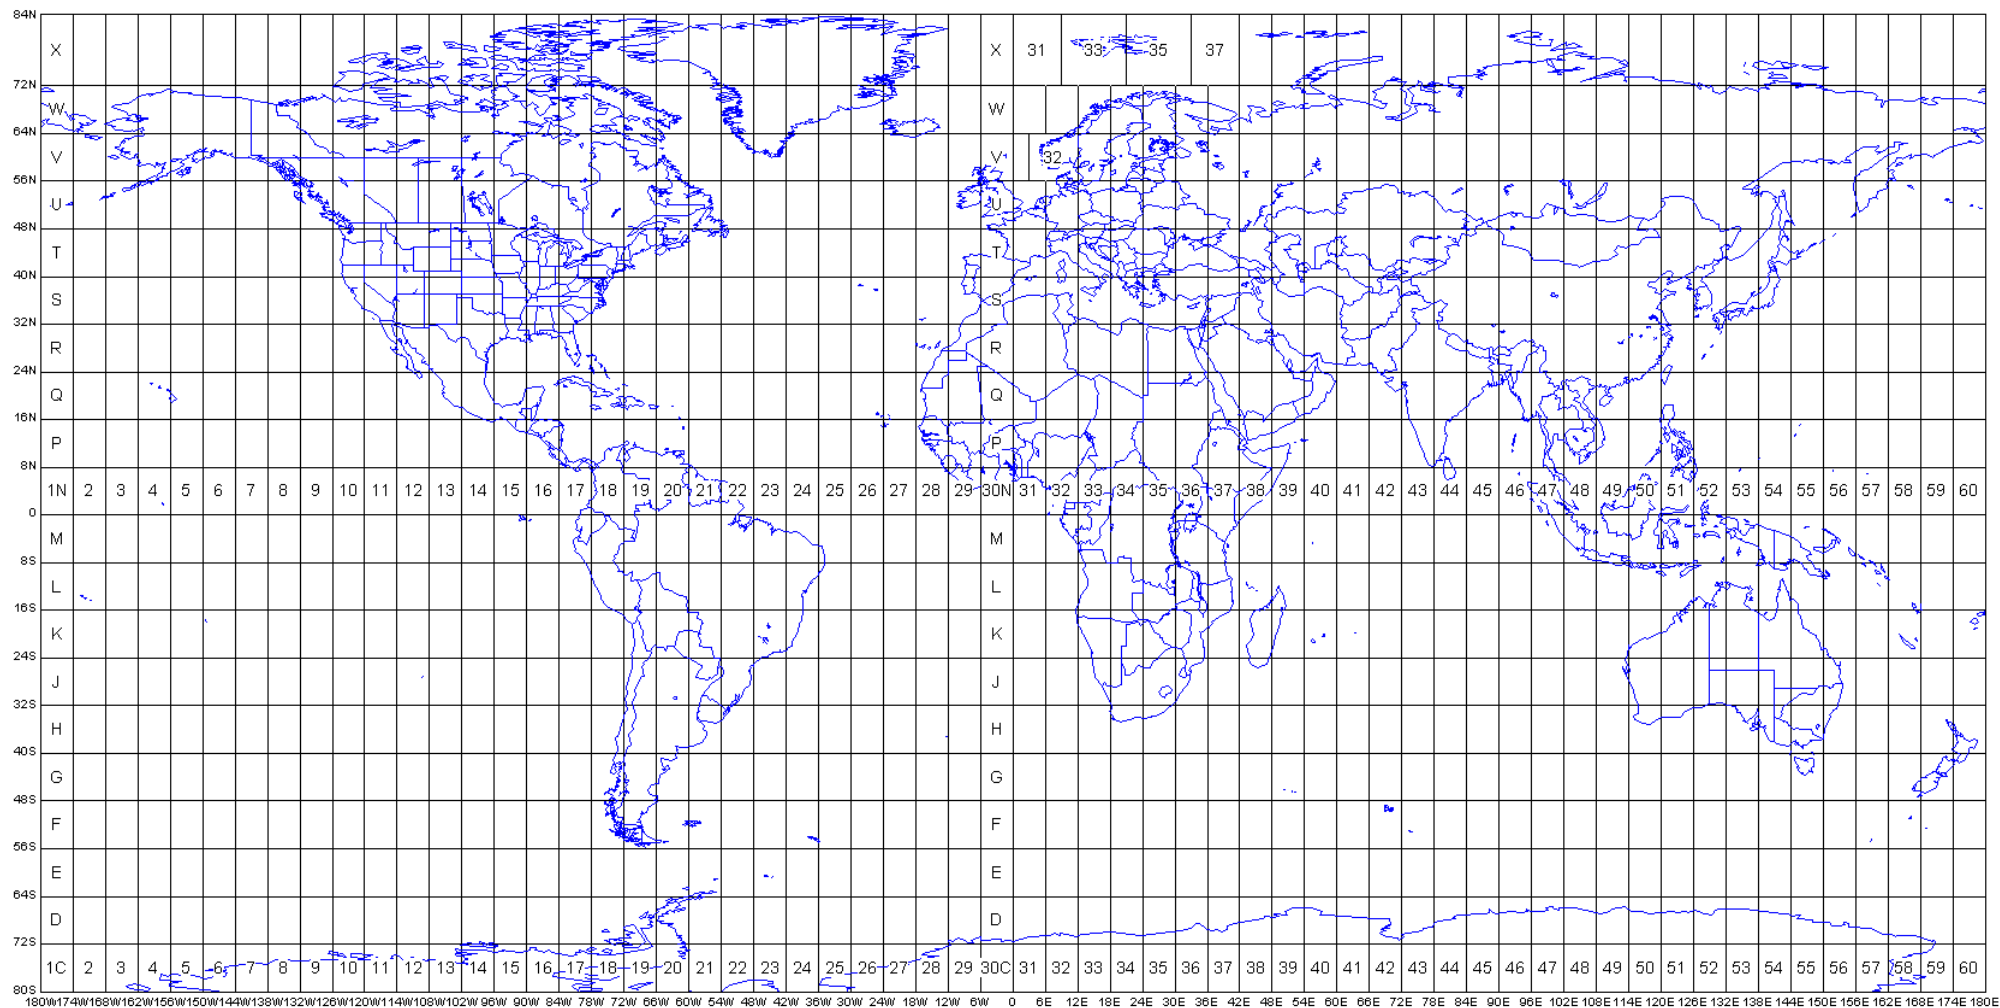 84N
X X 31 33 35 37
72N
W W
64N
V V 32
56N
U U
48N
T T
40N
S S
32N
R R
24N
Q Q
16N
P P
8N
1N 2 3 4 5 6 7 8 9 10 11 12 13 14 15 16 17 18 19 20 21 22 23 24 25 26 27 28 29 30N 31 32 33 34 35 36 37 38 39 40 41 42 43 44 45 46 47 48 49 50 51 52 53 54 55 56 57 58 59 60
0
M M
8S
L L
16S
K K
24S
J J
32S
H H
40S
G G
48S
F F
56S
E E
64S
D D
72S
1C 2 3 4 5 6 7 8 9 10 11 12 13 14 15 16 17 18 19 20 21 22 23 24 25 26 27 28 29 30C 31 32 33 34 35 36 37 38 39 40 41 42 43 44 45 46 47 48 49 50 51 52 53 54 55 56 57 58 59 60
80S
180W 174W 168W 162W 156W 150W 144W 138W 132W 126W 120W 114W 108W 102W 96W 90W 84W 78W 72W 66W 60W 54W 48W 42W 36W 30W 24W 18W 12W 6W 0 6E 12E 18E 24E 30E 36E 42E 48E 54E 60E 66E 72E 78E 84E 90E 96E 102E 108E 114E 120E 126E 132E 138E 144E 150E 156E 162E 168E 174E 180E